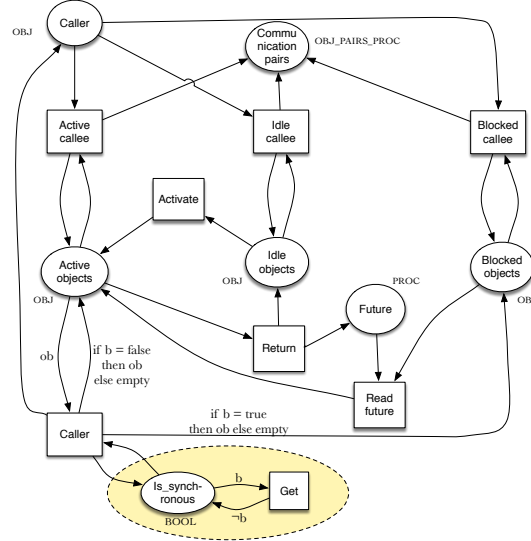 Caller
OBJ
Commu
nication
pairs
OBJ_PAIRS_PROC
Active
callee
Idle
callee
Blocked
callee
Activate
Active
objects
OBJ
Idle
objects
OBJ
Blocked
objects
OB
PROC
Future
ob
if b = false
then ob
else empty
Return
Read
future
Caller
if b = true
then ob else empty
Is_synch-
ronous
BOOL
b
¬b
Get